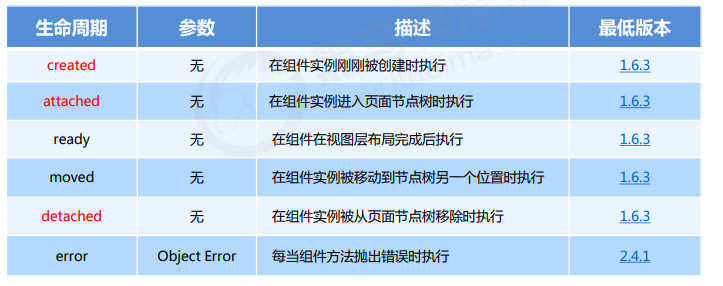 生命周期 参数 描述 最低版本
created 无 在组件实例刚刚被创建时执行 1.6.3
attached 无 在组件实例进入页面节点树时执行 1.6.3
ready 无 在组件在视图层布局完成后执行 1.6.3
moved 无 在组件实例被移动到节点树另一个位置时执行 1.6.3
detached 无 在组件实例被从页面节点树移除时执行 1.6.3
error Object Error 每当组件方法抛出错误时执行 2.4.1